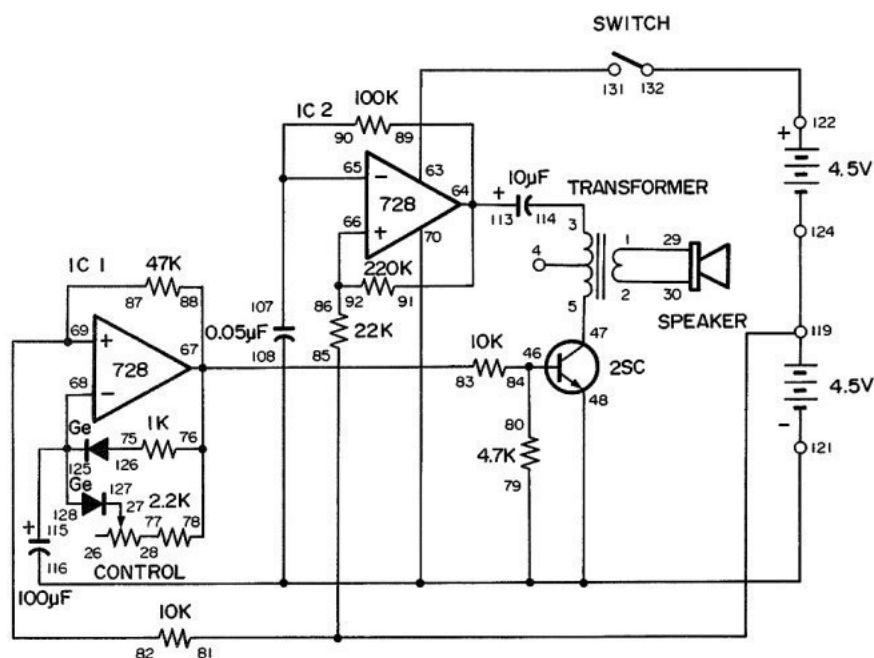 SWITCH
131 132
122
+
4.5V
124
119
4.5V
-
121
IC 2
100K
90 89
65 - 63
64
728
66 +
70
+ 10µF
113 114
TRANSFORMER
3
4
5
1
2
29
30
SPEAKER
220K
92 91
86
22K
85
107
0.05µF
108
IC 1
47K
87 88
69 +
67
728
68 -
10K
83 84
46
47
2SC
48
80
4.7K
79
Ge
125 126
75 1K 76
Ge
128 127
27
2.2K
77 78
26 28
CONTROL
+
115
116
100µF
10K
82 81